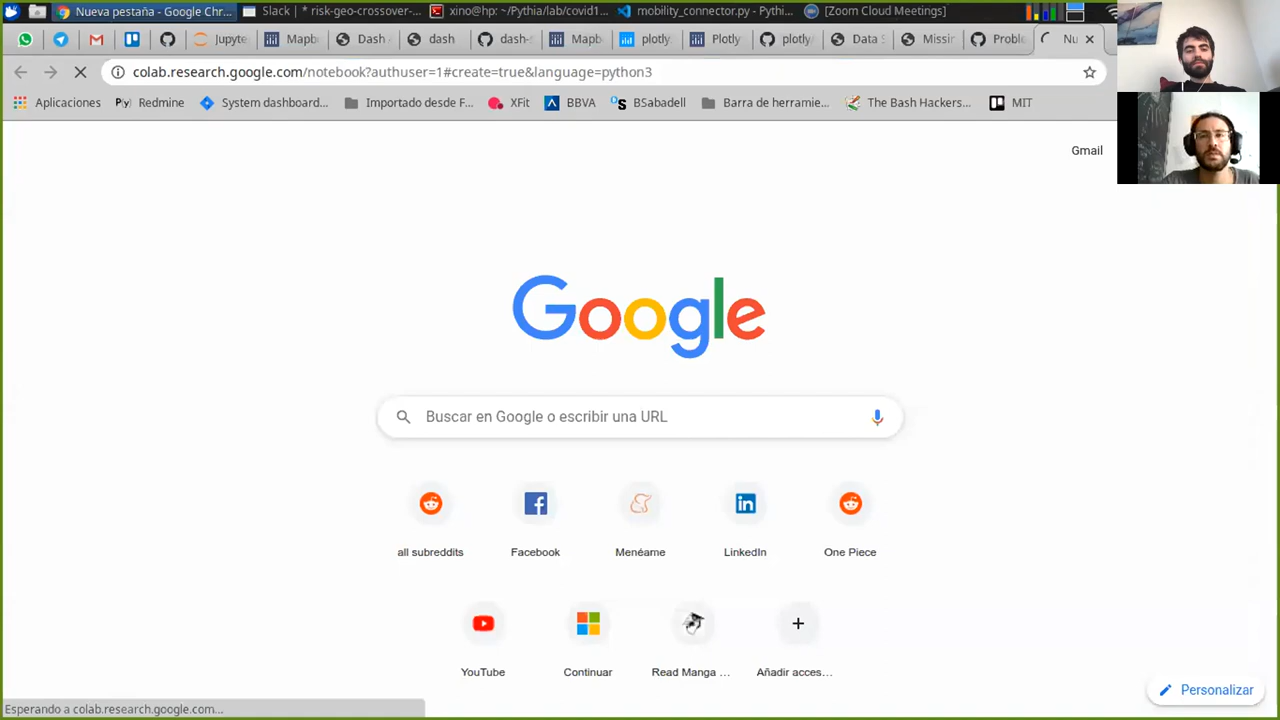 Nueva pestaña - Google Chr... Slack | * risk-geo-crossover-... xino@hp: ~/Pythia/lab/covid1... mobility_connector.py - Pythi... [Zoom Cloud Meetings]
Jupyte Mapb Dash dash dash- Mapb plotly. Plotly plotly/ Data S Missin Proble Nu
colab.research.google.com/notebook?authuser=1#create=true&language=python3
Aplicaciones Redmine System dashboard... Importado desde F... XFit BBVA BSabadell Barra de herramie... The Bash Hackers... MIT
Gmail
Google
Buscar en Google o escribir una URL
all subreddits Facebook Menéame LinkedIn One Piece
YouTube Continuar Read Manga ... Añadir acces...
Personalizar
Esperando a colab.research.google.com...